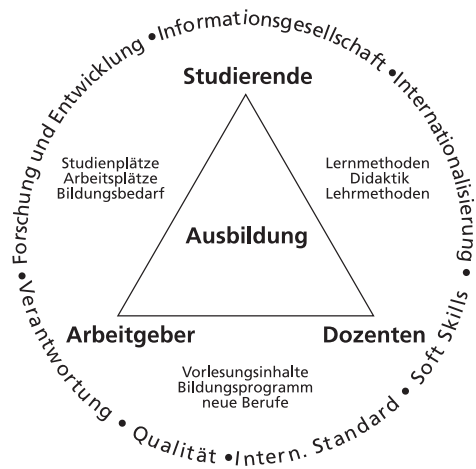 • Forschung und Entwicklung • Informationsgesellschaft • Internationalisierung • Soft Skills • Intern. Standard • Qualität • Verantwortung
Studierende
Studienplätze
Arbeitsplätze
Bildungsbedarf
Lernmethoden
Didaktik
Lehrmethoden
Ausbildung
Arbeitgeber
Dozenten
Vorlesungsinhalte
Bildungsprogramm
neue Berufe